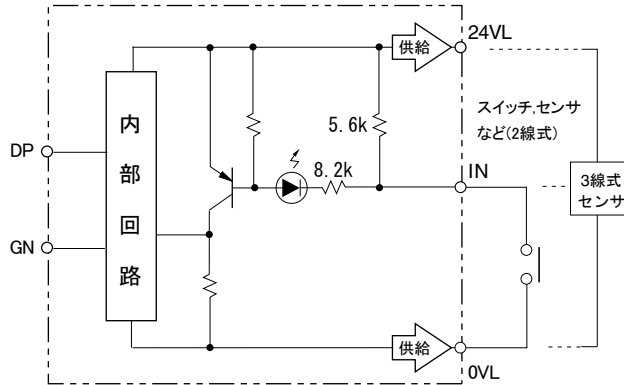 供給
24VL
スイッチ,センサ
など(2線式)
内部回路
5.6k
DP
8.2k
IN
3線式
センサ
GN
供給
0VL